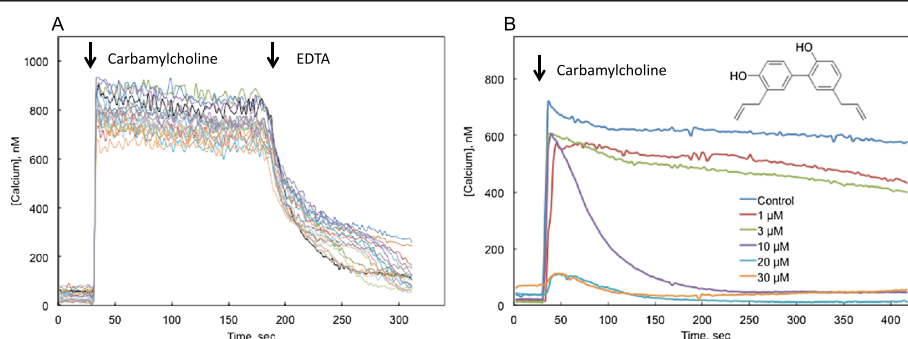 A
B
Carbamylcholine
EDTA
[Calcium], nM
1000
800
600
400
200
0
0 50 100 150 200 250 300
Time, sec
Carbamylcholine
HO
HO
[Calcium], nM
800
600
400
200
0
Control
1 µM
3 µM
10 µM
20 µM
30 µM
0 50 100 150 200 250 300 350 400
Time, sec